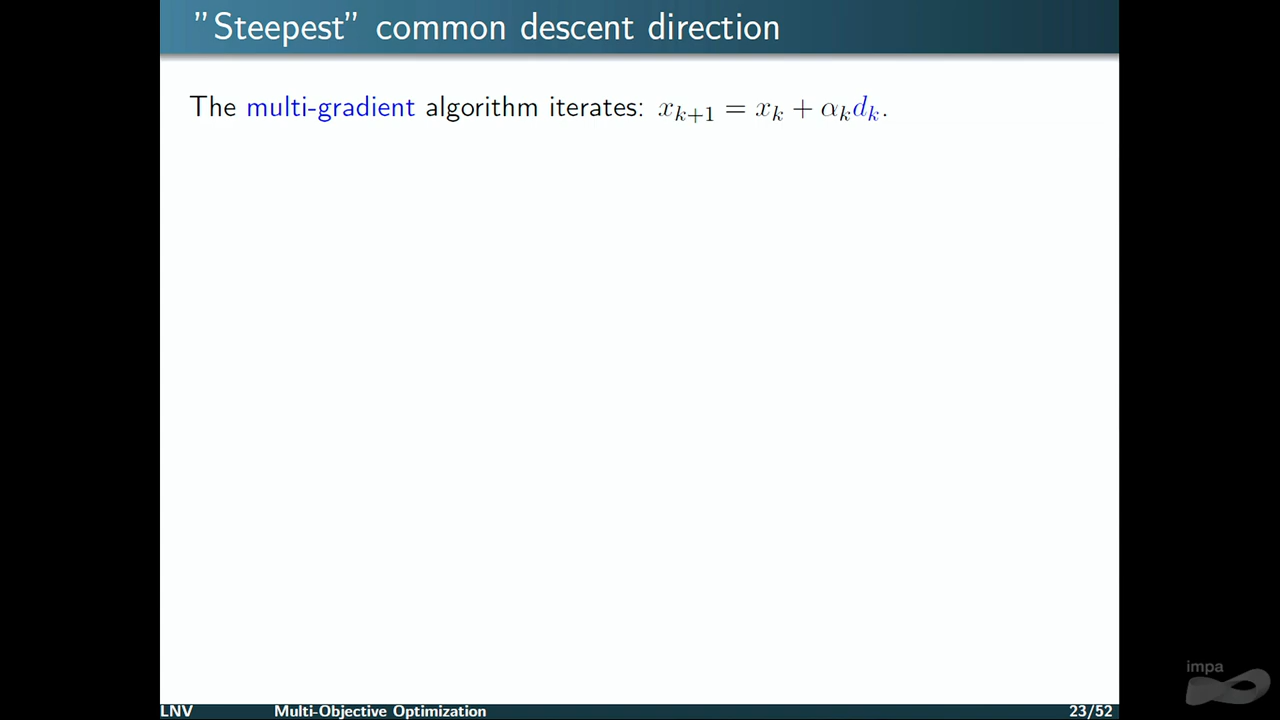 ”Steepest” common descent direction
The multi-gradient algorithm iterates: $x_{k+1} = x_k + \alpha_k d_k$.
impa
LNV Multi-Objective Optimization 23/52